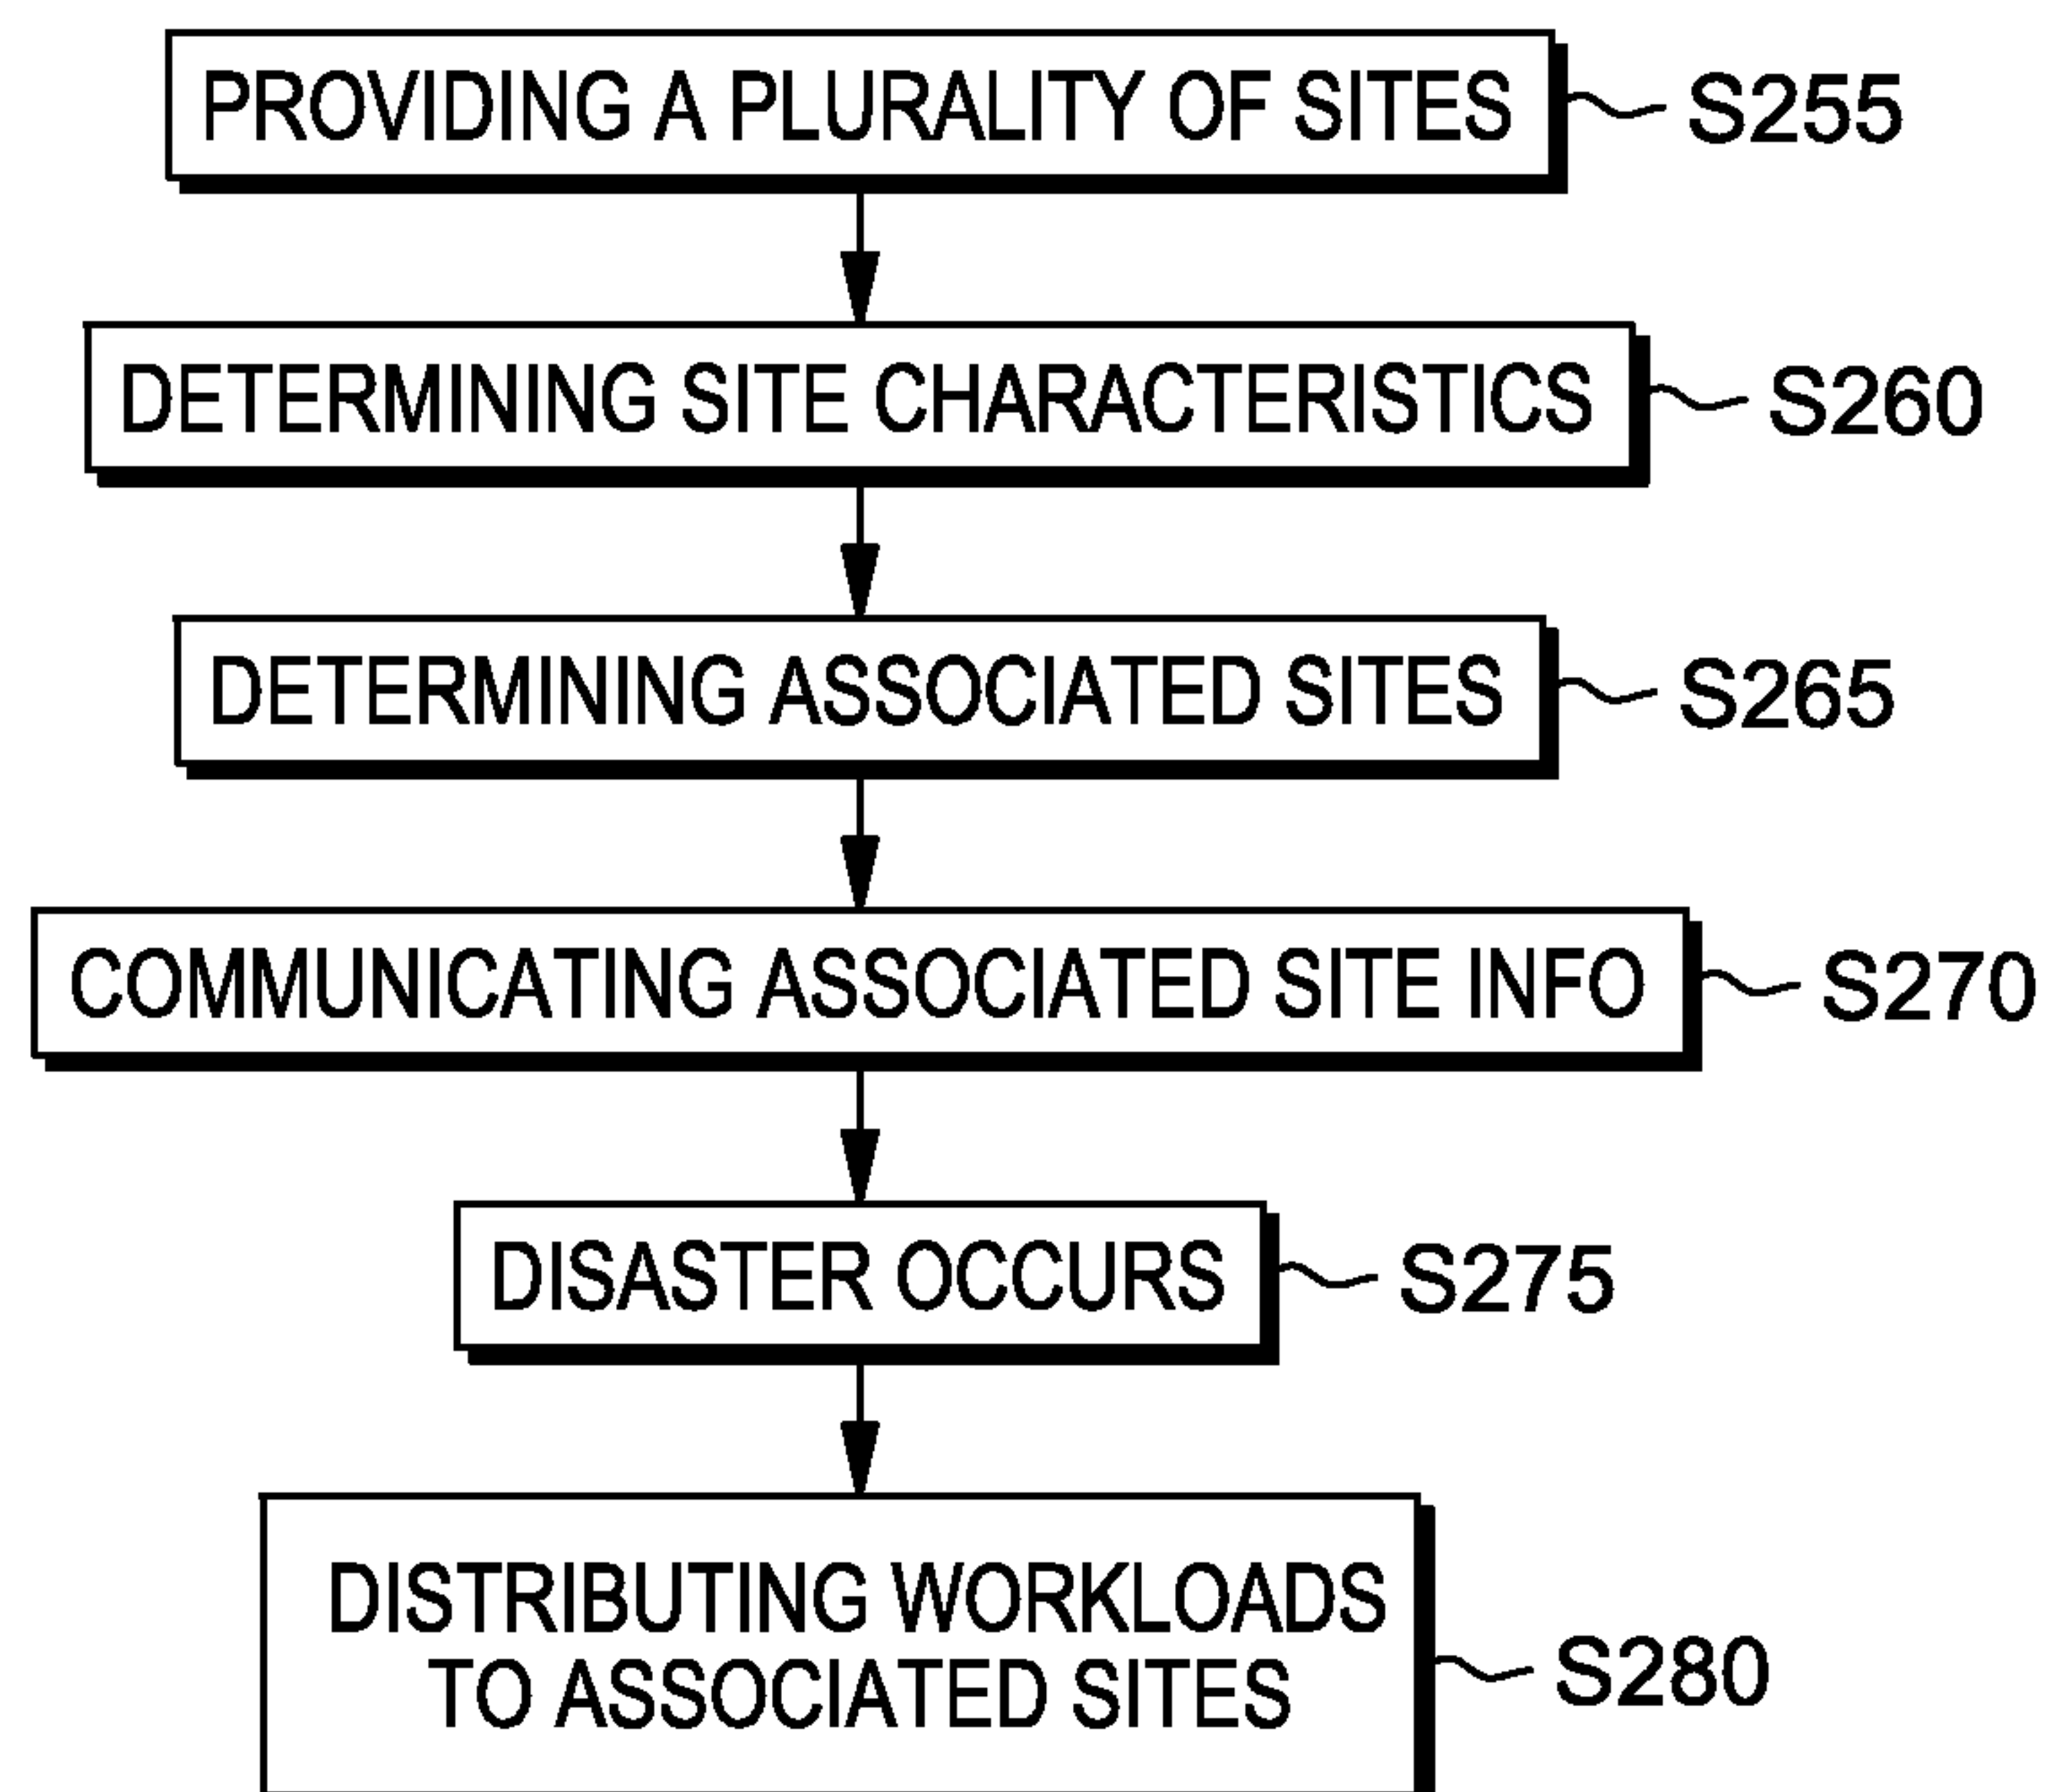 PROVIDING A PLURALITY OF SITES S255
DETERMINING SITE CHARACTERISTICS S260
DETERMINING ASSOCIATED SITES S265
COMMUNICATING ASSOCIATED SITE INFO S270
DISASTER OCCURS S275
DISTRIBUTING WORKLOADS
TO ASSOCIATED SITES S280